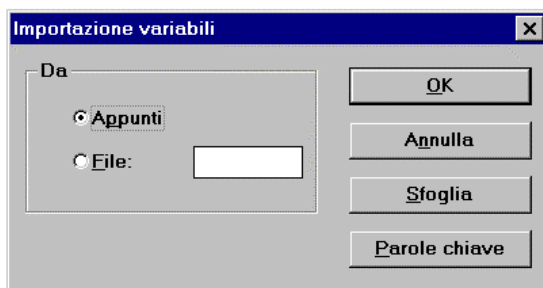 Importazione variabili
Da
Appunti
File:
OK
Annulla
Sfoglia
Parole chiave